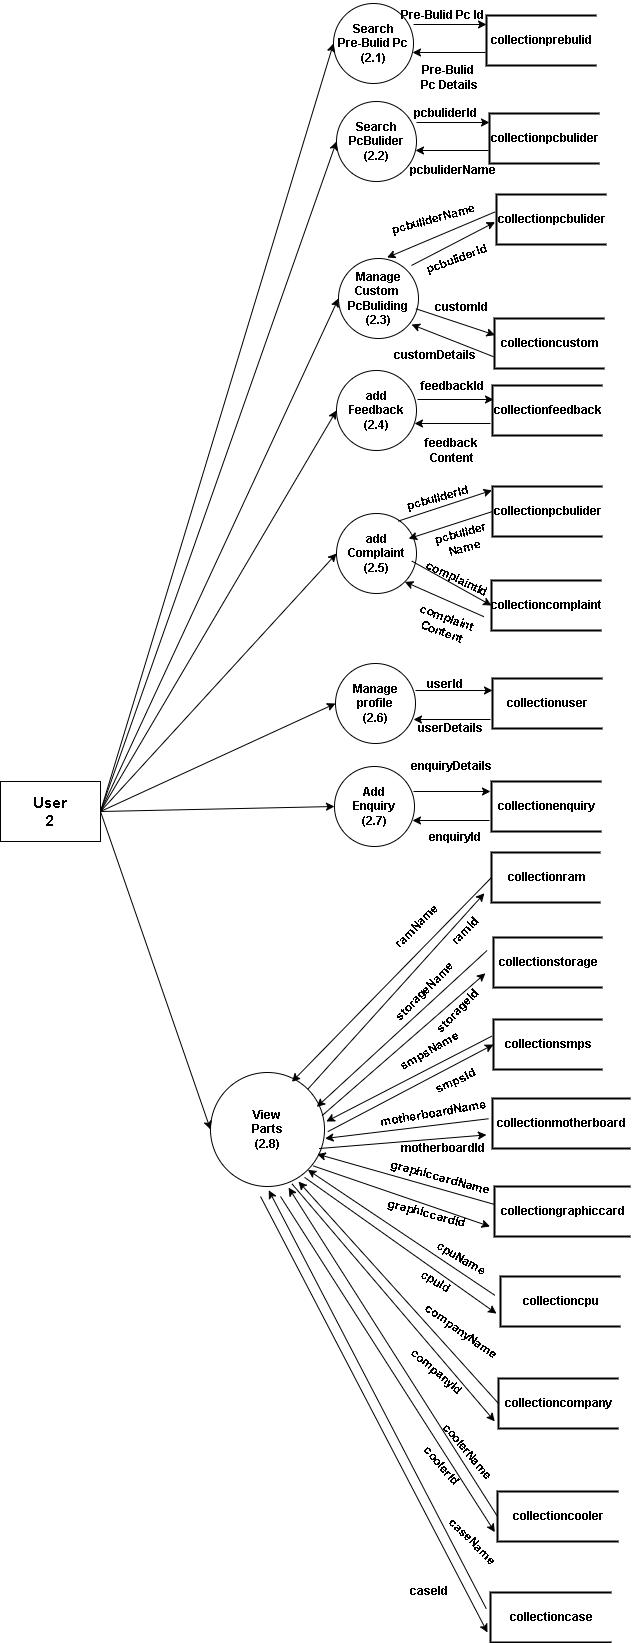 Search
Pre-Bulid Pc
(2.1)
Pre-Bulid Pc Id
Pre-Bulid
Pc Details
collectionprebulid
Search
PcBulider
(2.2)
pcbuliderId
pcbuliderName
collectionpcbulider
Manage
Custom
PcBuliding
(2.3)
pcbuliderName
pcbuliderId
collectionpcbulider
customId
customDetails
collectioncustom
add
Feedback
(2.4)
feedbackId
feedback
Content
collectionfeedback
add
Complaint
(2.5)
pcbuliderId
pcbulider
Name
collectionpcbulider
complaintId
complaint
Content
collectioncomplaint
Manage
profile
(2.6)
userId
userDetails
collectionuser
User
2
Add
Enquiry
(2.7)
enquiryDetails
enquiryId
collectionenquiry
View
Parts
(2.8)
ramName
ramId
collectionram
storageName
storageId
collectionstorage
smpsName
smpsId
collectionsmps
motherboardName
motherboardId
collectionmotherboard
graphiccardName
graphiccardId
collectiongraphiccard
cpuName
cpuId
collectioncpu
companyName
companyId
collectioncompany
coolerName
coolerId
collectioncooler
caseName
caseId
collectioncase